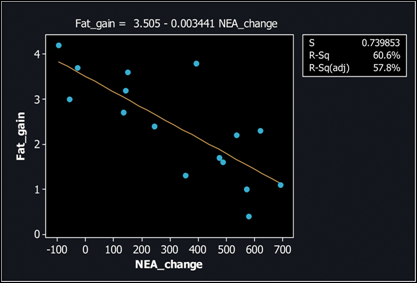 Fat_gain = 3.505 - 0.003441 NEA_change
S 0.739853
R-Sq 60.6%
R-Sq(adj) 57.8%
4
3
2
1
0
Fat_gain
-100 0 100 200 300 400 500 600 700
NEA_change